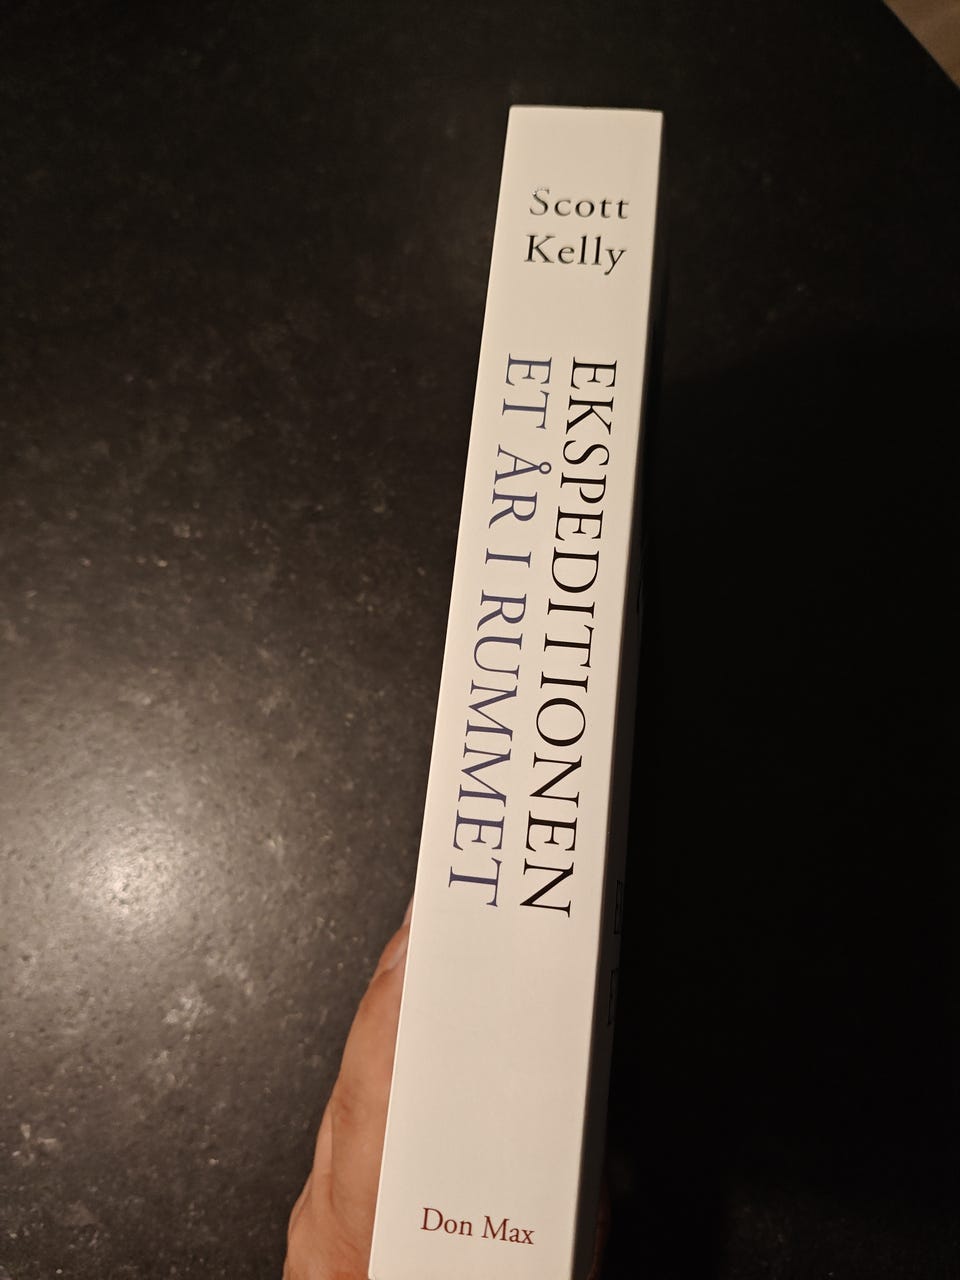 Scott
Kelly
EKSPEDITIONEN
ET ÅR I RUMMET
Don Max